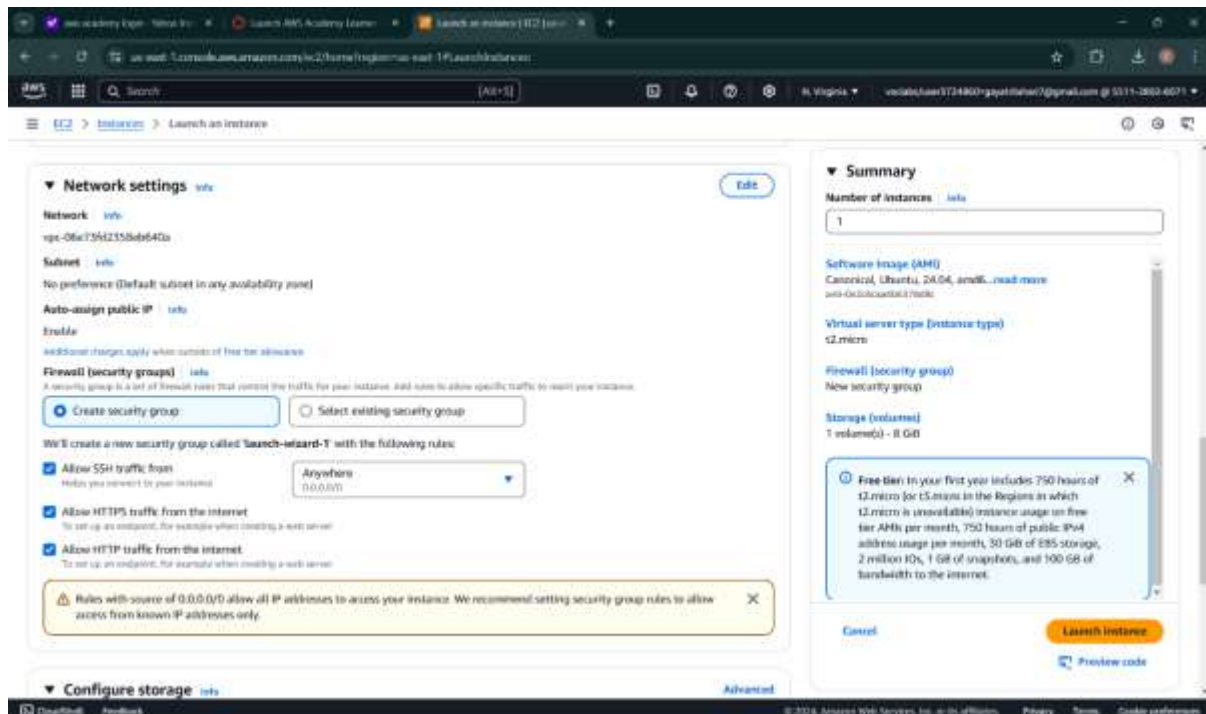 aws academy login
Launch AWS Academy Learner
Launch an instance | EC2
aws
Search
[Alt+S]
N. Virginia
EC2 > Instances > Launch an instance
Network settings Info
Edit
Network Info
Subnet Info
No preference (Default subnet in any availability zone)
Auto-assign public IP Info
Enable
Additional charges apply when outside of free tier allowance
Firewall (security groups) Info
A security group is a set of firewall rules that control the traffic for your instance. Add rules to allow specific traffic to reach your instance.
Create security group
Select existing security group
We'll create a new security group called 'launch-wizard-1' with the following rules:
Allow SSH traffic from
Helps you connect to your instance
Anywhere
0.0.0.0/0
Allow HTTPS traffic from the internet
To set up an endpoint, for example when creating a web server
Allow HTTP traffic from the internet
To set up an endpoint, for example when creating a web server
Rules with source of 0.0.0.0/0 allow all IP addresses to access your instance. We recommend setting security group rules to allow
access from known IP addresses only.
Configure storage Info
Advanced
Summary
Number of instances Info
1
Software Image (AMI)
Canonical, Ubuntu, 24.04, amd6...read more
Virtual server type (instance type)
t2.micro
Firewall (security group)
New security group
Storage (volumes)
1 volume(s) - 8 GiB
Free tier: In your first year includes 750 hours of
t2.micro (or t3.micro in the Regions in which
t2.micro is unavailable) instance usage on free
tier AMIs per month, 750 hours of public IPv4
address usage per month, 30 GiB of EBS storage,
2 million IOs, 1 GB of snapshots, and 100 GB of
bandwidth to the internet.
Cancel
Launch instance
Preview code
CloudShell Feedback
© 2024, Amazon Web Services, Inc. or its affiliates. Privacy Terms Cookie preferences